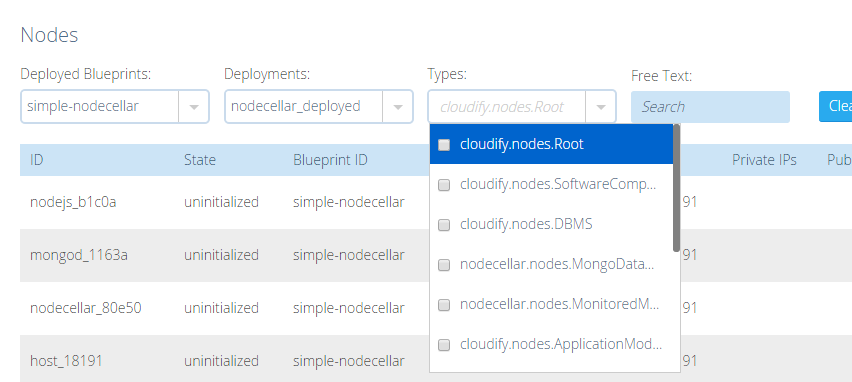 Nodes
Deployed Blueprints: Deployments: Types: Free Text:
simple-nodecellar nodecellar_deployed cloudify.nodes.Root Search Clea
cloudify.nodes.Root
ID State Blueprint ID Private IPs Pub
cloudify.nodes.SoftwareComp...
nodejs_b1c0a uninitialized simple-nodecellar 91
cloudify.nodes.DBMS
mongod_1163a uninitialized simple-nodecellar 91
nodecellar.nodes.MongoData...
nodecellar_80e50 uninitialized simple-nodecellar 91
nodecellar.nodes.MonitoredM...
cloudify.nodes.ApplicationMod...
host_18191 uninitialized simple-nodecellar 91